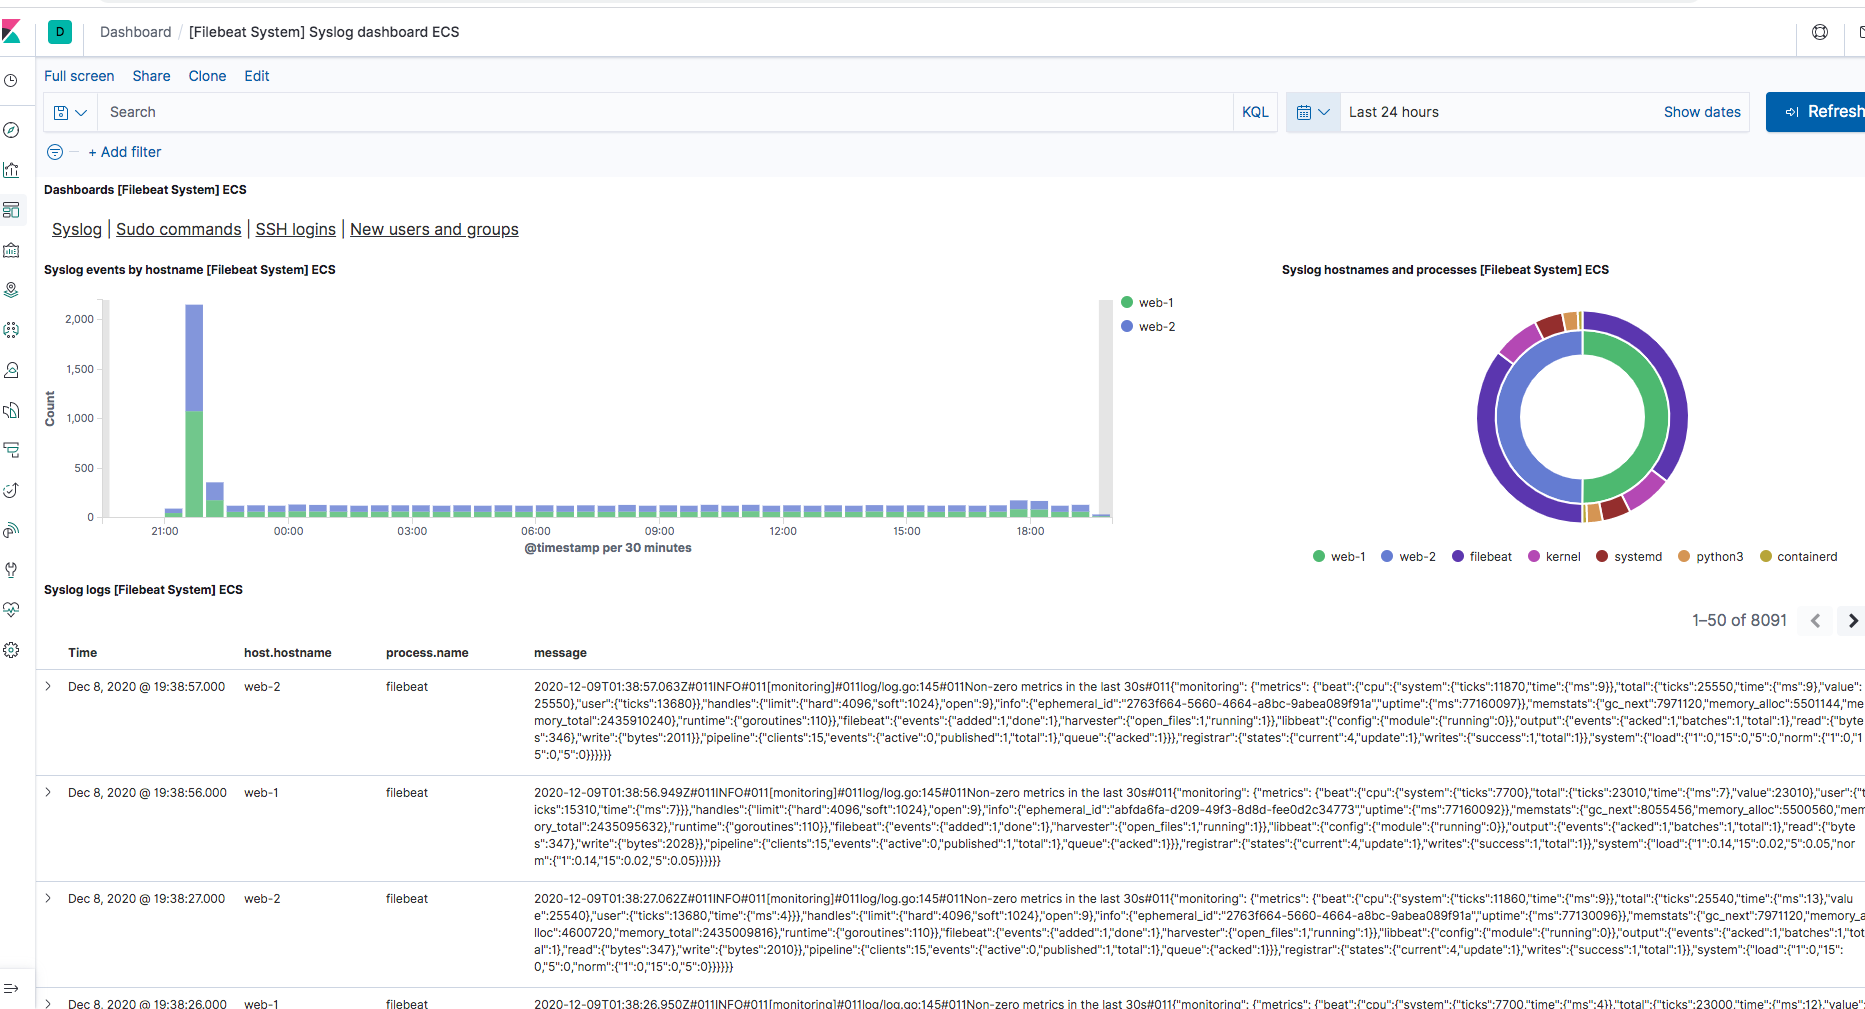 D Dashboard / [Filebeat System] Syslog dashboard ECS
Full screen Share Clone Edit
Search KQL Last 24 hours Show dates Refresh
+ Add filter
Dashboards [Filebeat System] ECS
Syslog | Sudo commands | SSH logins | New users and groups
Syslog events by hostname [Filebeat System] ECS
2,000
1,500
1,000
500
0
Count
21:00 00:00 03:00 06:00 09:00 12:00 15:00 18:00
@timestamp per 30 minutes
web-1
web-2
Syslog hostnames and processes [Filebeat System] ECS
web-1 web-2 filebeat kernel systemd python3 containerd
Syslog logs [Filebeat System] ECS
1–50 of 8091
Time host.hostname process.name message
Dec 8, 2020 @ 19:38:57.000 web-2 filebeat 2020-12-09T01:38:57.063Z#011INFO#011[monitoring]#011log/log.go:145#011Non-zero metrics in the last 30s#011{"monitoring": {"metrics": {"beat":{"cpu":{"system":{"ticks":11870,"time":{"ms":9}},"total":{"ticks":25550,"time":{"ms":9},"value":
25550},"user":{"ticks":13680}},"handles":{"limit":{"hard":4096,"soft":1024},"open":9},"info":{"ephemeral_id":"2763f664-5660-4664-a8bc-9abea089f91a","uptime":{"ms":77160097}},"memstats":{"gc_next":7971120,"memory_alloc":5501144,"me
mory_total":2435910240},"runtime":{"goroutines":110}},"filebeat":{"events":{"added":1,"done":1},"harvester":{"open_files":1,"running":1}},"libbeat":{"config":{"module":{"running":0}},"output":{"events":{"acked":1,"batches":1,"total":1},"read":{"byte
s":346},"write":{"bytes":2011}},"pipeline":{"clients":15,"events":{"active":0,"published":1,"total":1},"queue":{"acked":1}}},"registrar":{"states":{"current":4,"update":1},"writes":{"success":1,"total":1}},"system":{"load":{"1":0,"15":0,"5":0,"norm":{"1":0,"1
5":0,"5":0}}}}}}
Dec 8, 2020 @ 19:38:56.000 web-1 filebeat 2020-12-09T01:38:56.949Z#011INFO#011[monitoring]#011log/log.go:145#011Non-zero metrics in the last 30s#011{"monitoring": {"metrics": {"beat":{"cpu":{"system":{"ticks":7700},"total":{"ticks":23010,"time":{"ms":7},"value":23010},"user":{"t
icks":15310,"time":{"ms":7}}},"handles":{"limit":{"hard":4096,"soft":1024},"open":9},"info":{"ephemeral_id":"abfda6fa-d209-49f3-8d8d-fee0d2c34773","uptime":{"ms":77160092}},"memstats":{"gc_next":8055456,"memory_alloc":5500560,"mem
ory_total":2435095632},"runtime":{"goroutines":110}},"filebeat":{"events":{"added":1,"done":1},"harvester":{"open_files":1,"running":1}},"libbeat":{"config":{"module":{"running":0}},"output":{"events":{"acked":1,"batches":1,"total":1},"read":{"byte
s":347},"write":{"bytes":2028}},"pipeline":{"clients":15,"events":{"active":0,"published":1,"total":1},"queue":{"acked":1}}},"registrar":{"states":{"current":4,"update":1},"writes":{"success":1,"total":1}},"system":{"load":{"1":0.14,"15":0.02,"5":0.05,"nor
m":{"1":0.14,"15":0.02,"5":0.05}}}}}}
Dec 8, 2020 @ 19:38:27.000 web-2 filebeat 2020-12-09T01:38:27.062Z#011INFO#011[monitoring]#011log/log.go:145#011Non-zero metrics in the last 30s#011{"monitoring": {"metrics": {"beat":{"cpu":{"system":{"ticks":11860,"time":{"ms":9}},"total":{"ticks":25540,"time":{"ms":13},"valu
e":25540},"user":{"ticks":13680,"time":{"ms":4}}},"handles":{"limit":{"hard":4096,"soft":1024},"open":9},"info":{"ephemeral_id":"2763f664-5660-4664-a8bc-9abea089f91a","uptime":{"ms":77130096}},"memstats":{"gc_next":7971120,"memory_a
lloc":4600720,"memory_total":2435009816},"runtime":{"goroutines":110}},"filebeat":{"events":{"added":1,"done":1},"harvester":{"open_files":1,"running":1}},"libbeat":{"config":{"module":{"running":0}},"output":{"events":{"acked":1,"batches":1,"tot
al":1},"read":{"bytes":347},"write":{"bytes":2010}},"pipeline":{"clients":15,"events":{"active":0,"published":1,"total":1},"queue":{"acked":1}}},"registrar":{"states":{"current":4,"update":1},"writes":{"success":1,"total":1}},"system":{"load":{"1":0,"15":
0,"5":0,"norm":{"1":0,"15":0,"5":0}}}}}}
Dec 8, 2020 @ 19:38:26.000 web-1 filebeat 2020-12-09T01:38:26.950Z#011INFO#011[monitoring]#011log/log.go:145#011Non-zero metrics in the last 30s#011{"monitoring": {"metrics": {"beat":{"cpu":{"system":{"ticks":7700,"time":{"ms":4}},"total":{"ticks":23000,"time":{"ms":12},"value"